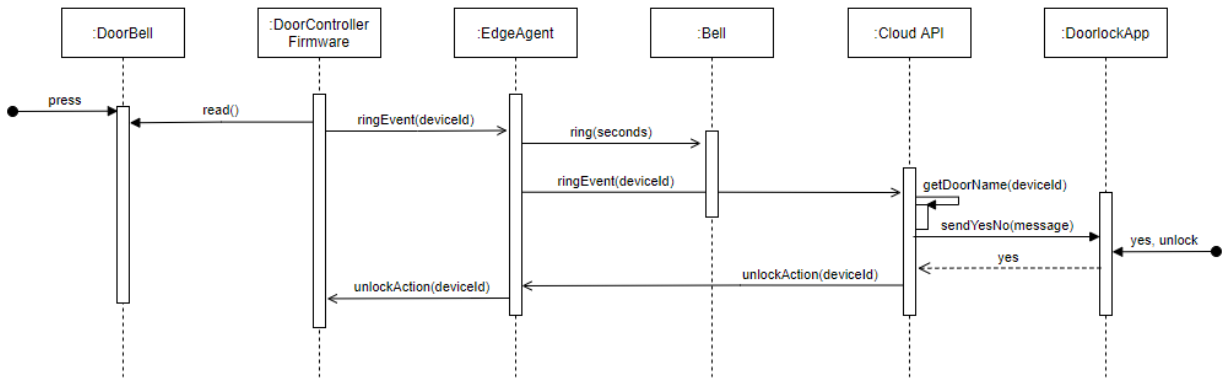 :DoorBell
:DoorController
Firmware
:EdgeAgent
:Bell
:Cloud API
:DoorlockApp
press
read()
ringEvent(deviceId)
ring(seconds)
ringEvent(deviceId)
getDoorName(deviceId)
sendYesNo(message)
yes, unlock
yes
unlockAction(deviceId)
unlockAction(deviceId)